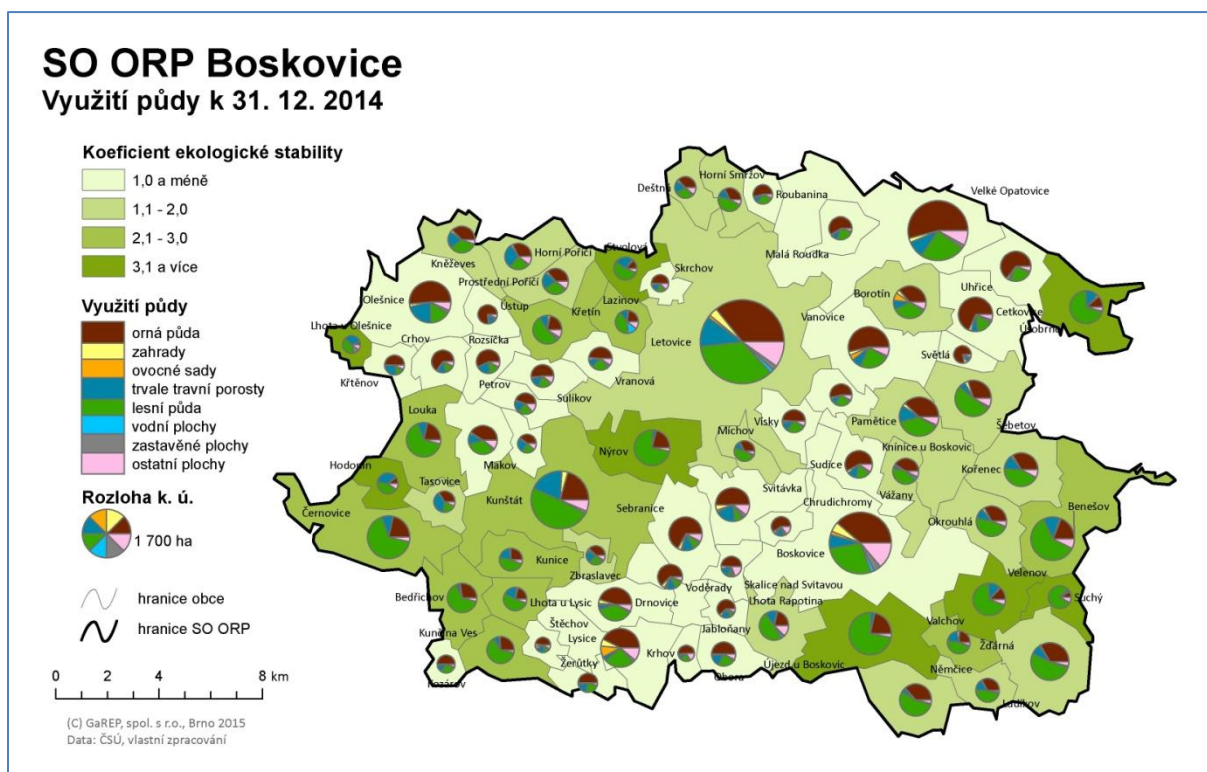 SO ORP Boskovice
Využití půdy k 31. 12. 2014
Koeficient ekologické stability
1,0 a méně
1,1 - 2,0
2,1 - 3,0
3,1 a více
Využití půdy
orná půda
zahrady
ovocné sady
trvale travní porosty
lesní půda
vodní plochy
zastavěné plochy
ostatní plochy
Rozloha k. ú.
1 700 ha
hranice obce
hranice SO ORP
0 2 4 8 km
(C) GaREP, spol. s r.o., Brno 2015
Data: ČSÚ, vlastní zpracování
Horní Smržov
Deštná
Roubanina
Velké Opatovice
Malá Roudka
Stvolová
Horní Poříčí
Kněževes
Skrchov
Prostřední Poříčí
Uhřice
Olešnice
Lazinov
Borotín
Ústup
Křetín
Cetkovice
Úsobrno
Vanovice
Lhota u Olešnice
Letovice
Crhov
Rozsíčka
Světlá
Křtěnov
Petrov
Vranová
Sulíkov
Louka
Vísky
Pamětice
Šebetov
Míchov
Knínice u Boskovic
Makov
Nýrov
Sudice
Hodonín
Tasovice
Kořenec
Svitávka
Vážany
Kunštát
Sebranice
Chrudichromy
Benešov
Černovice
Okrouhlá
Boskovice
Kunice
Velenov
Zbraslavec
Voděrady
Skalice nad Svitavou
Suchý
Bedřichov
Lhota u Lysic
Drnovice
Lhota Rapotina
Valchov
Štěchov
Jabloňany
Kunčina Ves
Lysice
Žďárná
Krhov
Újezd u Boskovic
Němčice
Žerůtky
Obora
Rozárov
Ludíkov